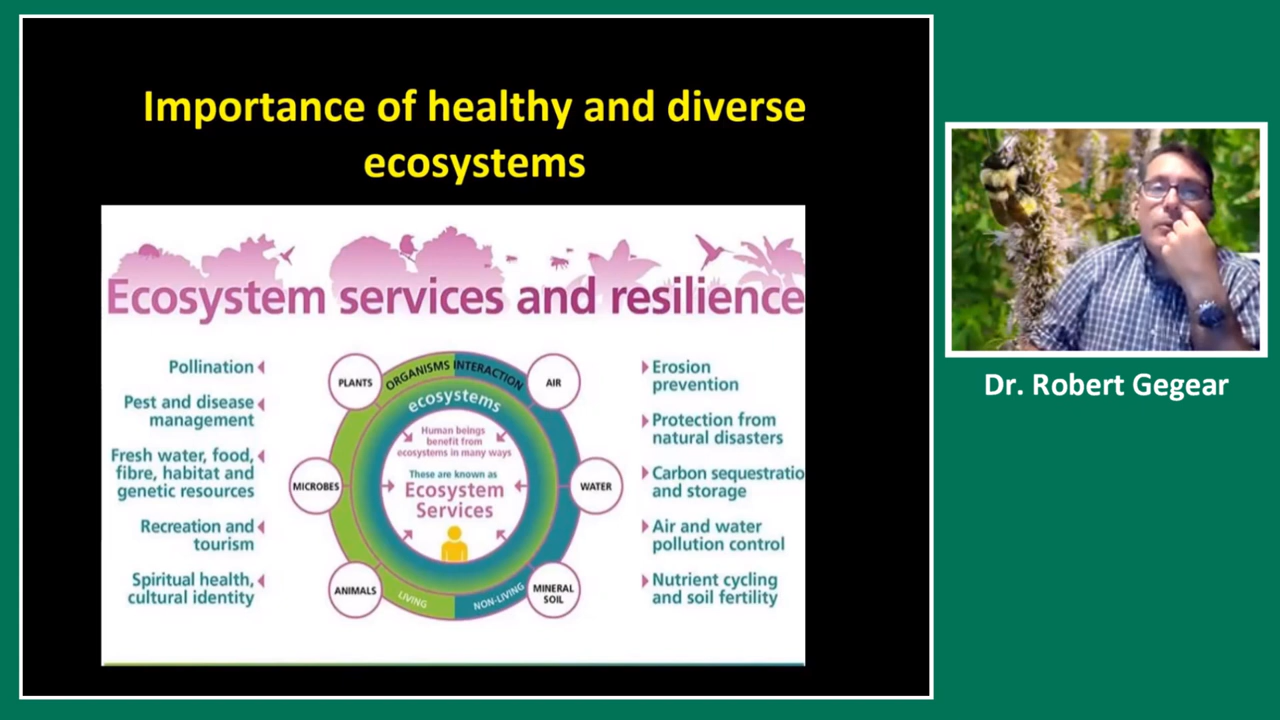 Importance of healthy and diverse
ecosystems
Ecosystem services and resilience
Pollination
Pest and disease
management
Fresh water, food,
fibre, habitat and
genetic resources
Recreation and
tourism
Spiritual health,
cultural identity
PLANTS
MICROBES
ANIMALS
ORGANISMS INTERACTION
ecosystems
Human beings
benefit from
ecosystems in many ways
These are known as
Ecosystem
Services
LIVING
NON-LIVING
AIR
WATER
MINERAL
SOIL
Erosion
prevention
Protection from
natural disasters
Carbon sequestratio
and storage
Air and water
pollution control
Nutrient cycling
and soil fertility
Dr. Robert Gegear